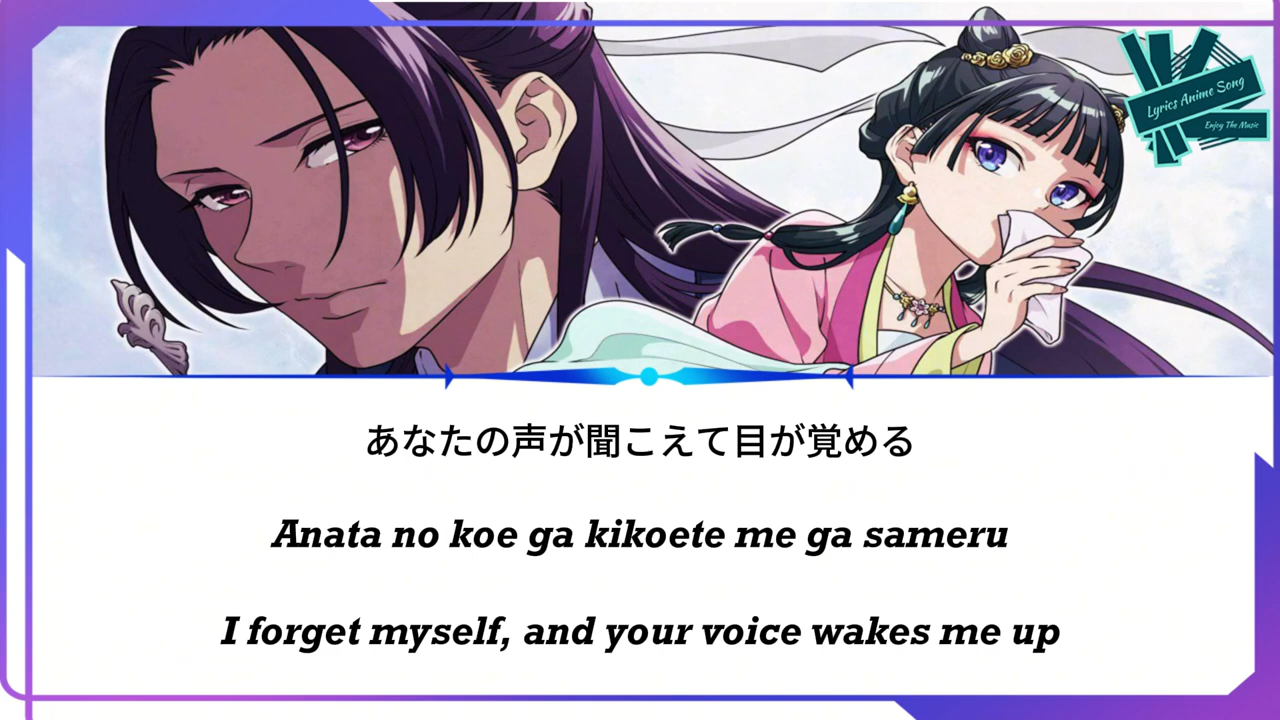 Lyrics Anime Song
Enjoy The Music
あなたの声が聞こえて目が覚める
Anata no koe ga kikoete me ga sameru
I forget myself, and your voice wakes me up